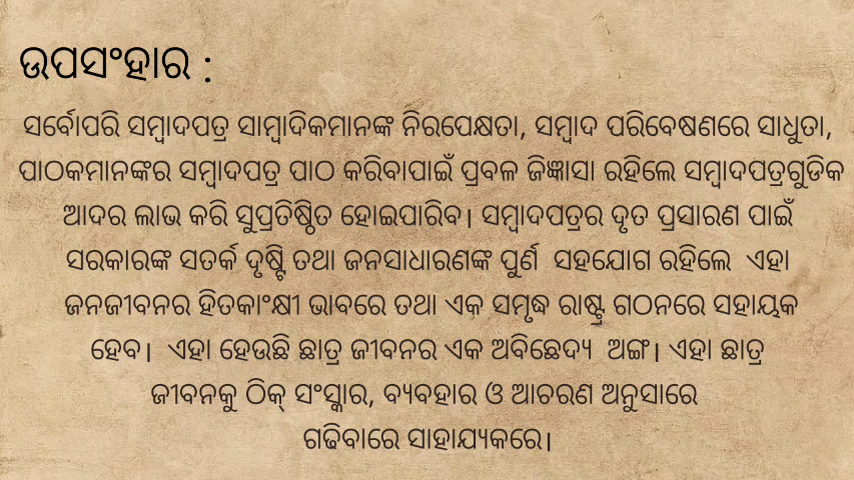 ଉପସଂହାର :
ସର୍ବୋପରି ସମ୍ବାଦପତ୍ର ସାମ୍ବାଦିକମାନଙ୍କ ନିରପେକ୍ଷତା, ସମ୍ବାଦ ପରିବେଷଣରେ ସାଧୁତା,
ପାଠକମାନଙ୍କର ସମ୍ବାଦପତ୍ର ପାଠ କରିବାପାଇଁ ପ୍ରବଳ ଜିଜ୍ଞାସା ରହିଲେ ସମ୍ବାଦପତ୍ରଗୁଡିକ
ଆଦର ଲାଭ କରି ସୁପ୍ରତିଷ୍ଠିତ ହୋଇପାରିବ। ସମ୍ବାଦପତ୍ରର ଦୃତ ପ୍ରସାରଣ ପାଇଁ
ସରକାରଙ୍କ ସତର୍କ ଦୃଷ୍ଟି ତଥା ଜନସାଧାରଣଙ୍କ ପୁର୍ଣ ସହଯୋଗ ରହିଲେ ଏହା
ଜନଜୀବନର ହିତକାଂକ୍ଷୀ ଭାବରେ ତଥା ଏକ ସମୃଦ୍ଧ ରାଷ୍ଟ୍ର ଗଠନରେ ସହାୟକ
ହେବ। ଏହା ହେଉଛି ଛାତ୍ର ଜୀବନର ଏକ ଅବିଛେଦ୍ୟ ଅଙ୍ଗ। ଏହା ଛାତ୍ର
ଜୀବନକୁ ଠିକ୍ ସଂସ୍କାର, ବ୍ୟବହାର ଓ ଆଚରଣ ଅନୁସାରେ
ଗଢିବାରେ ସାହାଯ୍ୟକରେ।